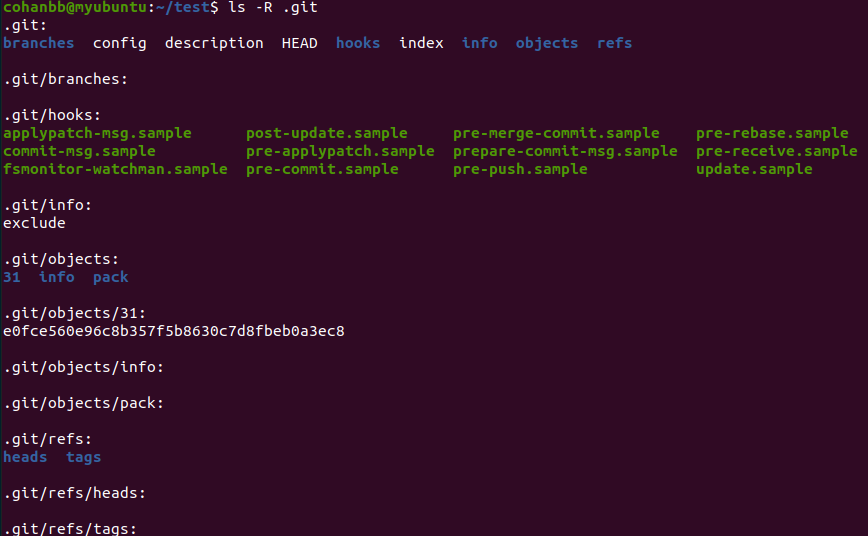 cohanbb@myubuntu:~/test$ ls -R .git
.git:
branches  config  description  HEAD  hooks  index  info  objects  refs
.git/branches:
.git/hooks:
applypatch-msg.sample      post-update.sample     pre-merge-commit.sample    pre-rebase.sample
commit-msg.sample          pre-applypatch.sample  prepare-commit-msg.sample  pre-receive.sample
fsmonitor-watchman.sample  pre-commit.sample      pre-push.sample            update.sample
.git/info:
exclude
.git/objects:
31  info  pack
.git/objects/31:
e0fce560e96c8b357f5b8630c7d8fbeb0a3ec8
.git/objects/info:
.git/objects/pack:
.git/refs:
heads  tags
.git/refs/heads:
.git/refs/tags: